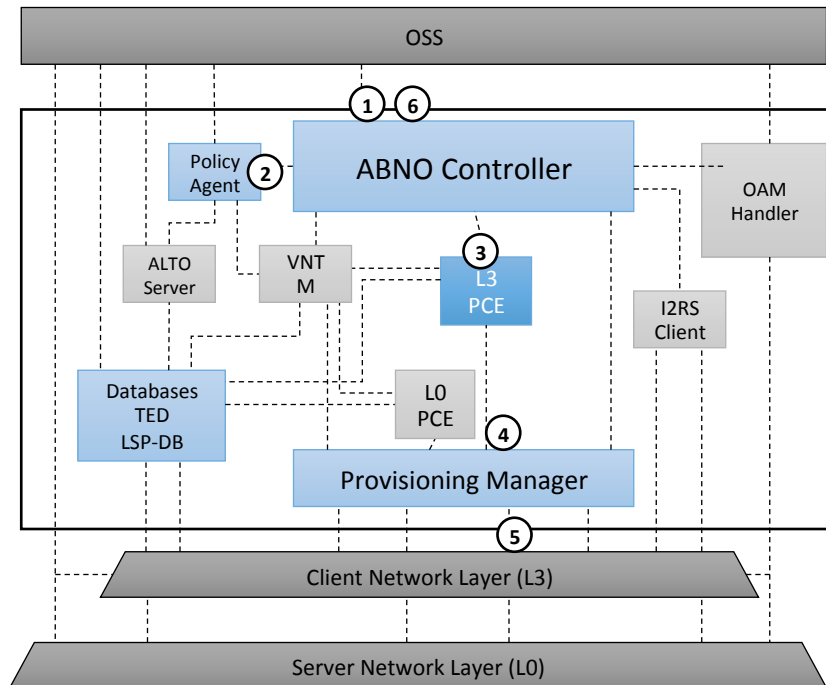 OSS
1
6
ABNO Controller
Policy
Agent
2
OAM
Handler
3
ALTO
Server
VNT
M
L3
PCE
I2RS
Client
Databases
TED
LSP-DB
L0
PCE
4
Provisioning Manager
5
Client Network Layer (L3)
Server Network Layer (L0)